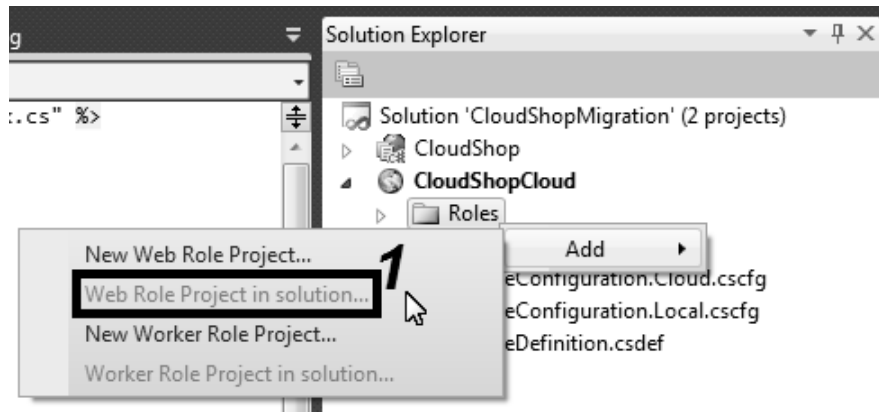 g
Solution Explorer
:.cs" %>
Solution 'CloudShopMigration' (2 projects)
CloudShop
CloudShopCloud
Roles
Add
New Web Role Project...
1
Web Role Project in solution...
New Worker Role Project...
Worker Role Project in solution...
eConfiguration.Cloud.cscfg
eConfiguration.Local.cscfg
eDefinition.csdef